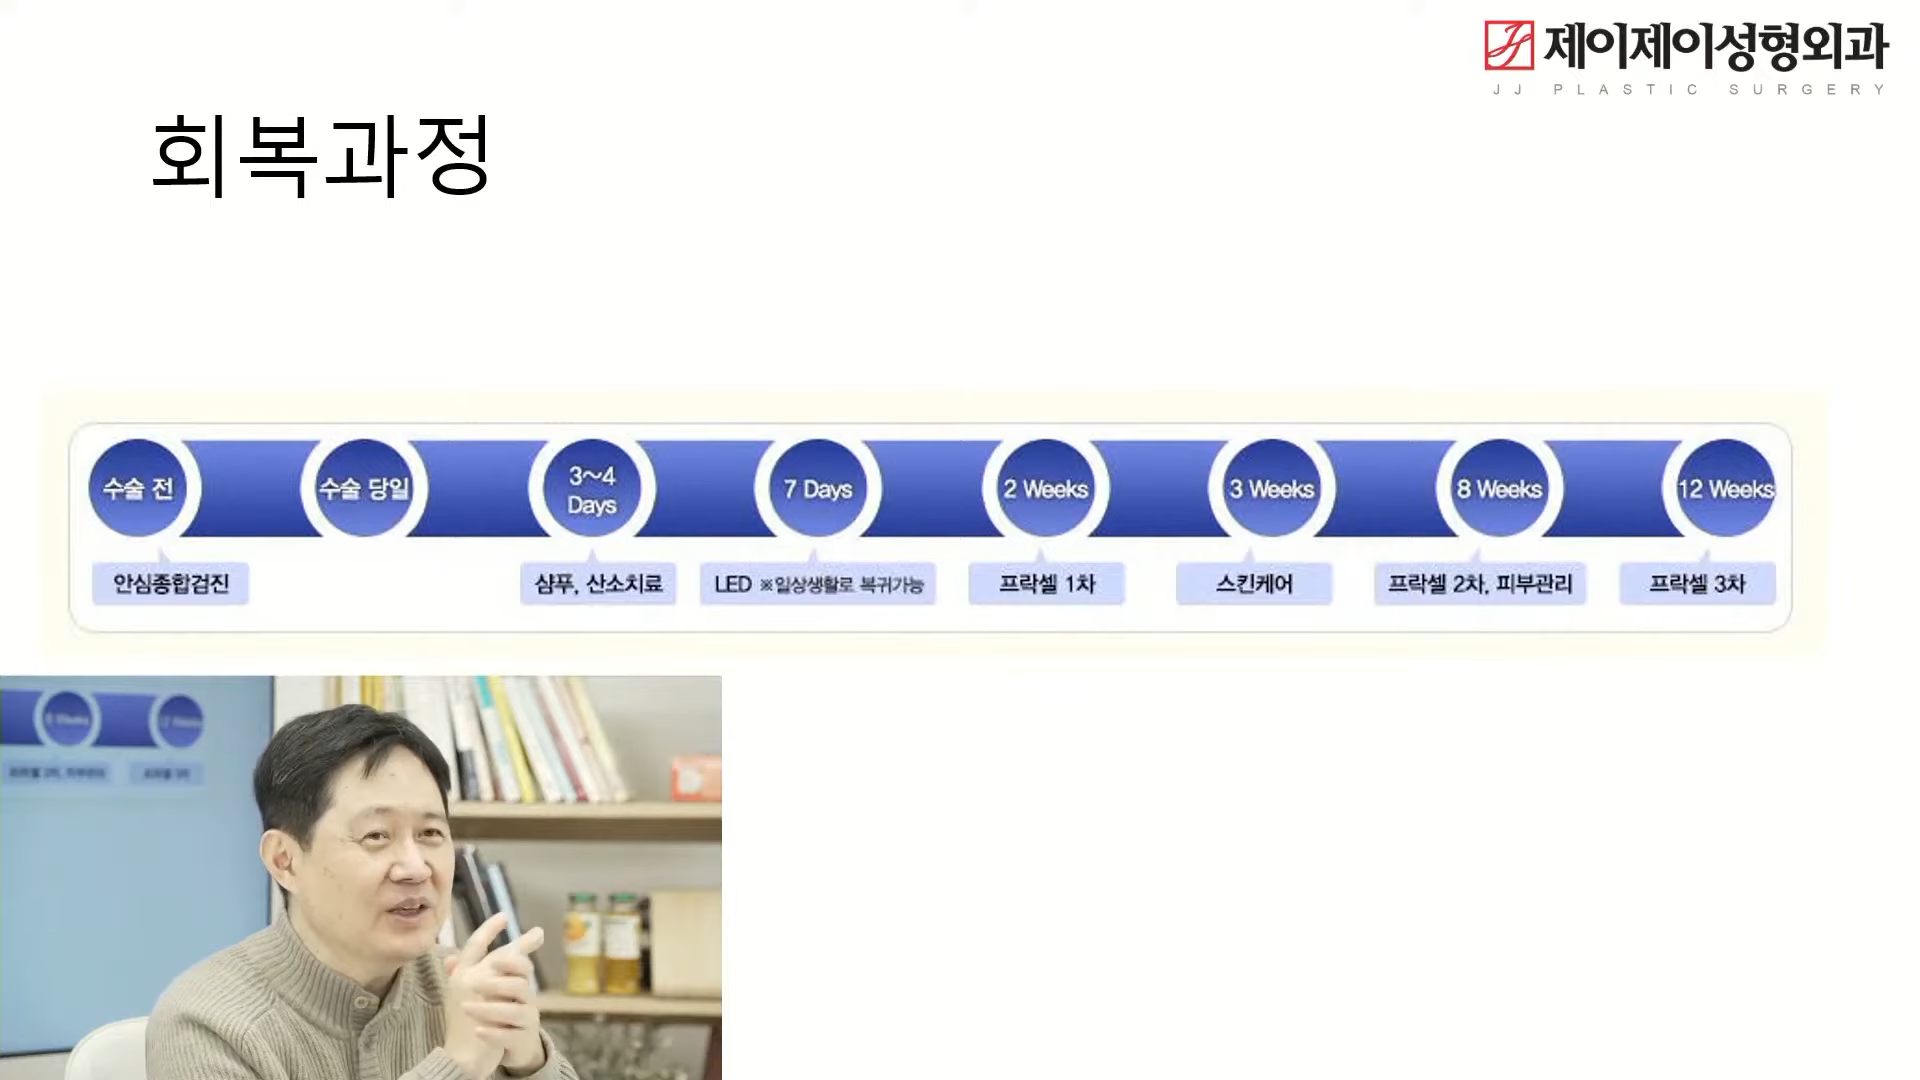 제이제이성형외과
JJ PLASTIC SURGERY
회복과정
수술 전
수술 당일
3~4
Days
7 Days
2 Weeks
3 Weeks
8 Weeks
12 Weeks
안심종합검진
샴푸, 산소치료
LED ※일상생활로 복귀가능
프락셀 1차
스킨케어
프락셀 2차, 피부관리
프락셀 3차